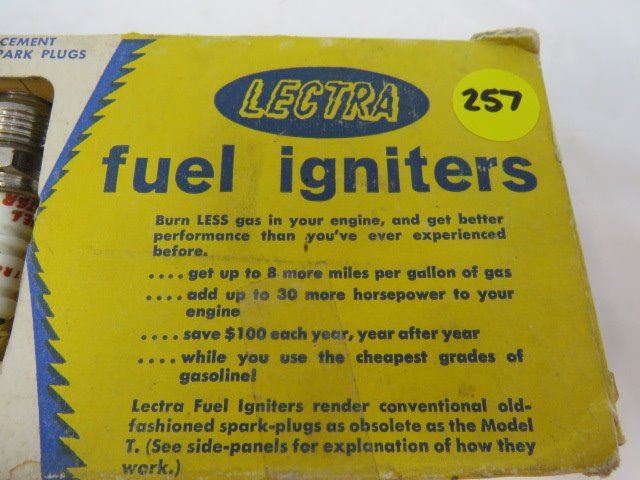 CEMENT
PARK PLUGS
LECTRA
257
fuel igniters
Burn LESS gas in your engine, and get better
performance than you've ever experienced
before.
.... get up to 8 more miles per gallon of gas
.... add up to 30 more horsepower to your
engine
.... save $100 each year, year after year
.... while you use the cheapest grades of
gasoline!
Lectra Fuel Igniters render conventional old-
fashioned spark-plugs as obsolete as the Model
T. (See side-panels for explanation of how they
work.)